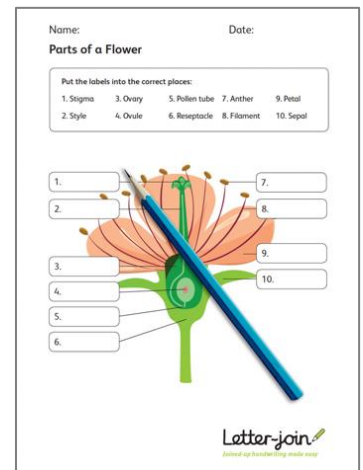 Name: Date:
Parts of a Flower
Put the labels into the correct places:
1. Stigma 3. Ovary 5. Pollen tube 7. Anther 9. Petal
2. Style 4. Ovule 6. Reseptacle 8. Filament 10. Sepal
1. 7.
2. 8.
9.
3. 10.
4.
5.
6.
Letter-join
Joined-up handwriting made easy